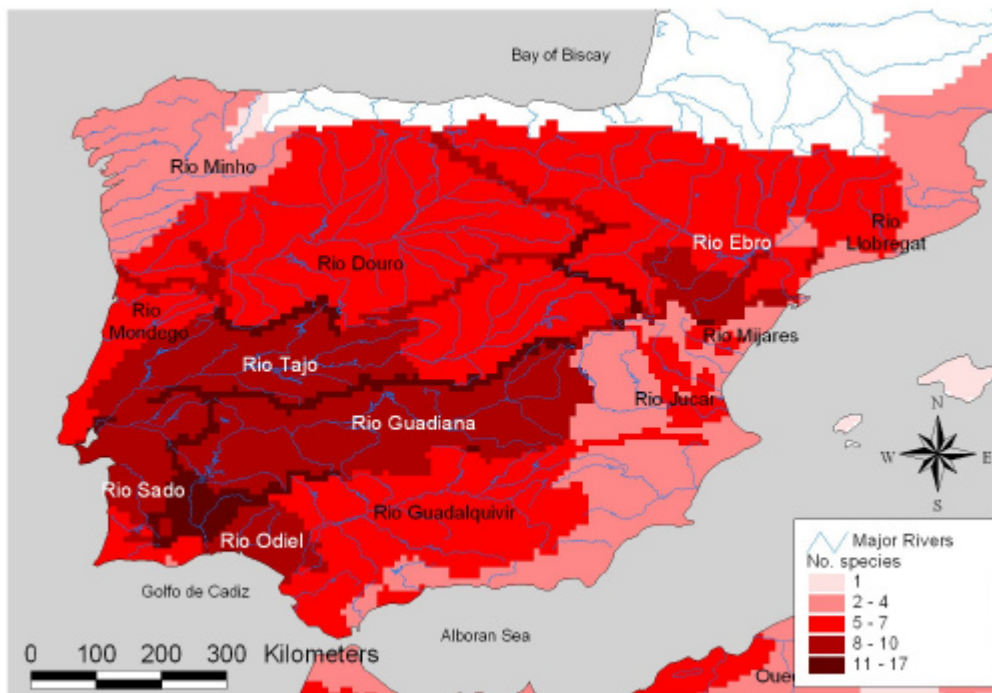 Bay of Biscay
Rio Minho
Rio Ebro
Rio
Llobregat
Rio Douro
Rio
Mondego
Rio Mijares
Rio Tajo
Rio Jucar
Rio Guadiana
N
W E
S
Rio Sado
Rio Guadalquivir
Rio Odiel
Golfo de Cadiz
Alboran Sea
0 100 200 300 Kilometers
Major Rivers
No. species
1
2 - 4
5 - 7
8 - 10
11 - 17